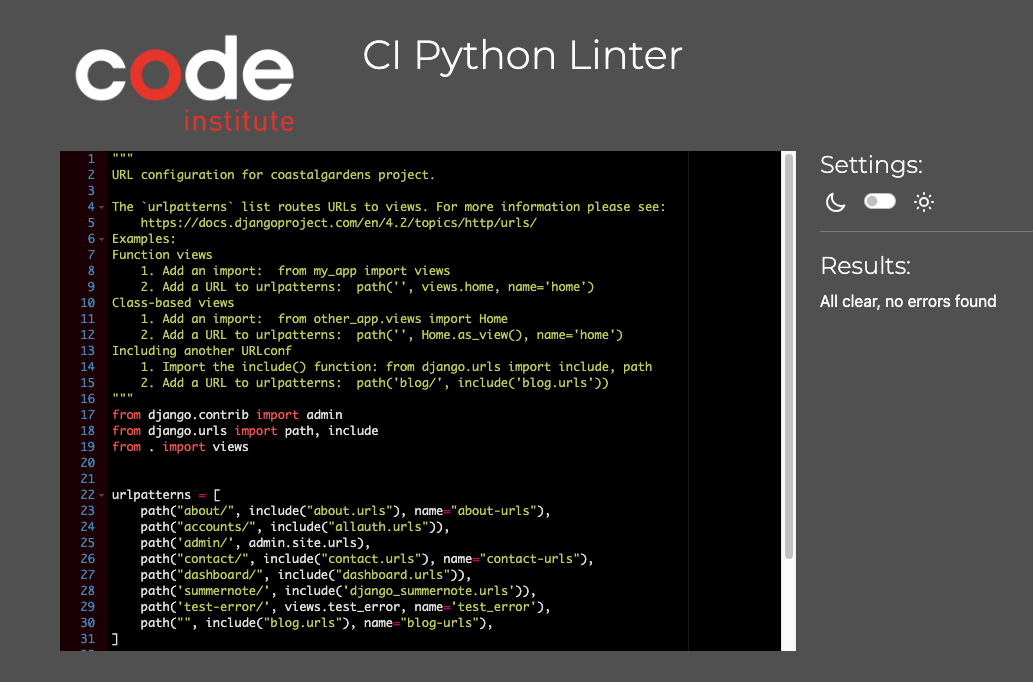 code
institute
CI Python Linter
1 """
2 URL configuration for coastalgardens project.
3
4 The `urlpatterns` list routes URLs to views. For more information please see:
5     https://docs.djangoproject.com/en/4.2/topics/http/urls/
6 Examples:
7 Function views
8     1. Add an import:  from my_app import views
9     2. Add a URL to urlpatterns:  path('', views.home, name='home')
10 Class-based views
11     1. Add an import:  from other_app.views import Home
12     2. Add a URL to urlpatterns:  path('', Home.as_view(), name='home')
13 Including another URLconf
14     1. Import the include() function: from django.urls import include, path
15     2. Add a URL to urlpatterns:  path('blog/', include('blog.urls'))
16 """
17 from django.contrib import admin
18 from django.urls import path, include
19 from . import views
20
21
22 urlpatterns = [
23     path("about/", include("about.urls"), name="about-urls"),
24     path("accounts/", include("allauth.urls")),
25     path('admin/', admin.site.urls),
26     path("contact/", include("contact.urls"), name="contact-urls"),
27     path("dashboard/", include("dashboard.urls")),
28     path('summernote/', include('django_summernote.urls')),
29     path('test-error/', views.test_error, name='test_error'),
30     path("", include("blog.urls"), name="blog-urls"),
31 ]
Settings:
Results:
All clear, no errors found